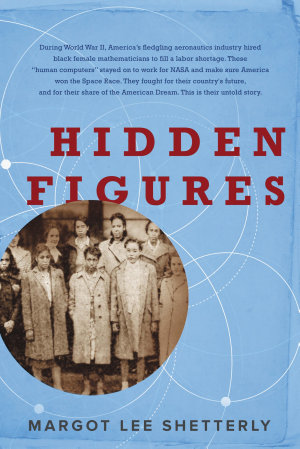 During World War II, America's fledgling aeronautics industry hired
black female mathematicians to fill a labor shortage. These
“human computers” stayed on to work for NASA and make sure America
won the Space Race. They fought for their country's future,
and for their share of the American Dream. This is their untold story.
HIDDEN
FIGURES
MARGOT LEE SHETTERLY